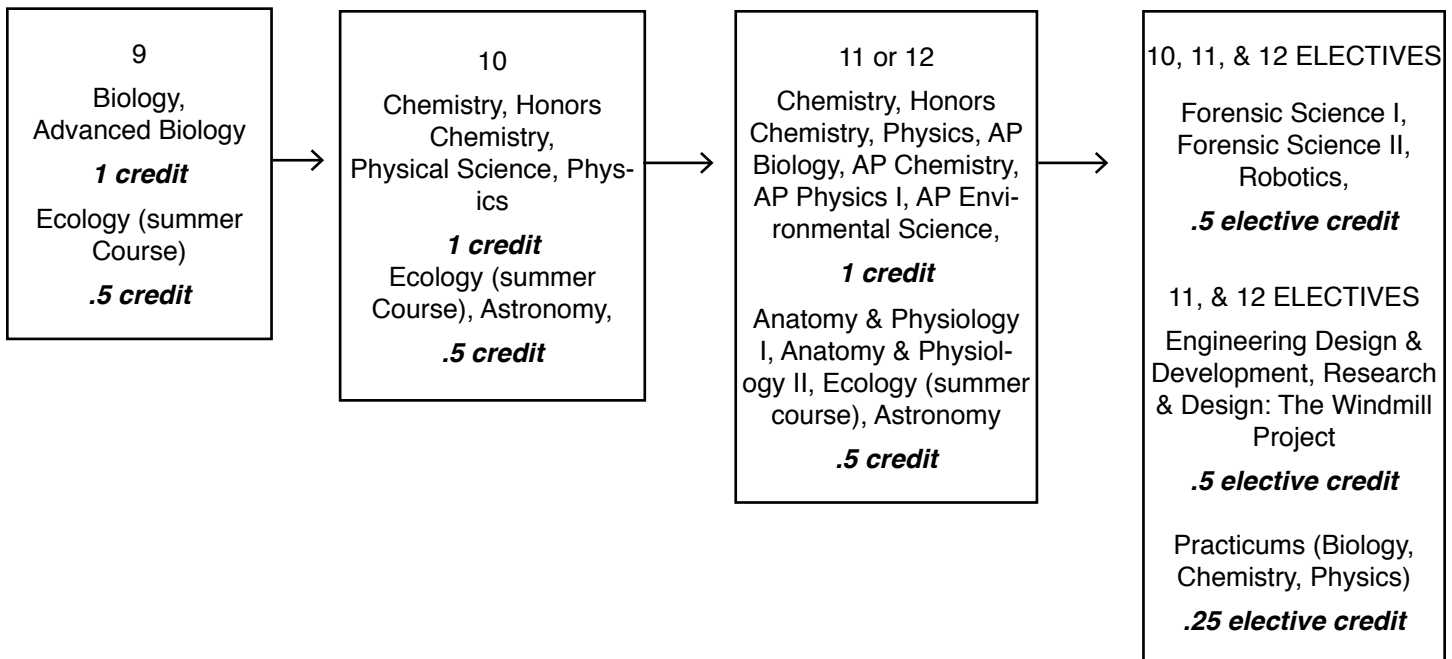 9
Biology,
Advanced Biology
1 credit
Ecology (summer
Course)
.5 credit
10
Chemistry, Honors
Chemistry,
Physical Science, Phys-
ics
1 credit
Ecology (summer
Course), Astronomy,
.5 credit
11 or 12
Chemistry, Honors
Chemistry, Physics, AP
Biology, AP Chemistry,
AP Physics I, AP Envi-
ronmental Science,
1 credit
Anatomy & Physiology
I, Anatomy & Physiol-
ogy II, Ecology (summer
course), Astronomy
.5 credit
10, 11, & 12 ELECTIVES
Forensic Science I,
Forensic Science II,
Robotics,
.5 elective credit
11, & 12 ELECTIVES
Engineering Design &
Development, Research
& Design: The Windmill
Project
.5 elective credit
Practicums (Biology,
Chemistry, Physics)
.25 elective credit